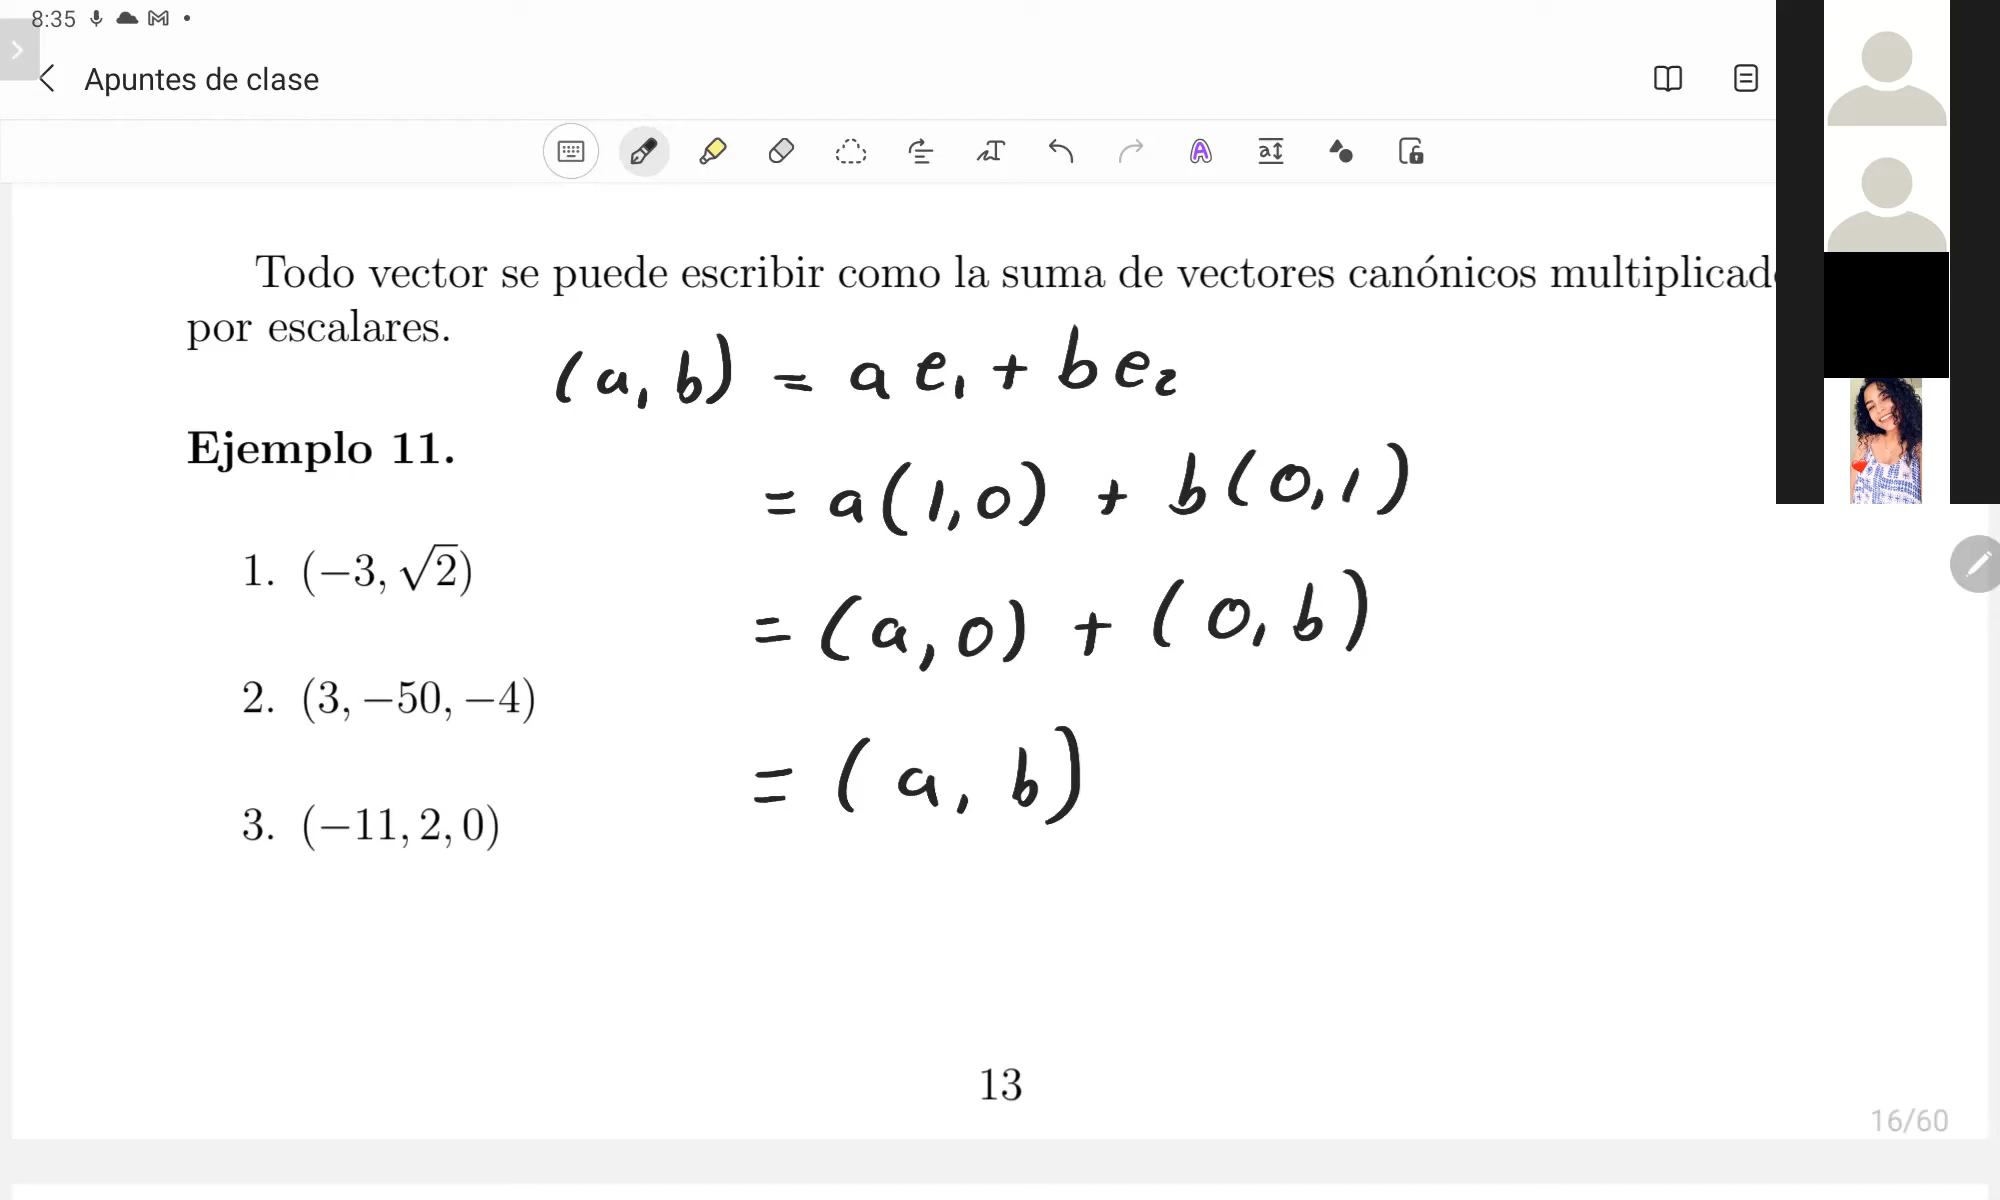 8:35
Apuntes de clase
Todo vector se puede escribir como la suma de vectores canónicos
por escalares.
(a, b) = a e₁ + b e₂
Ejemplo 11.
= a(1,0) + b(0,1)
1. (−3, √2)
= (a,0) + (0,b)
2. (3, −50, −4)
= (a, b)
3. (−11, 2, 0)
13
16/60